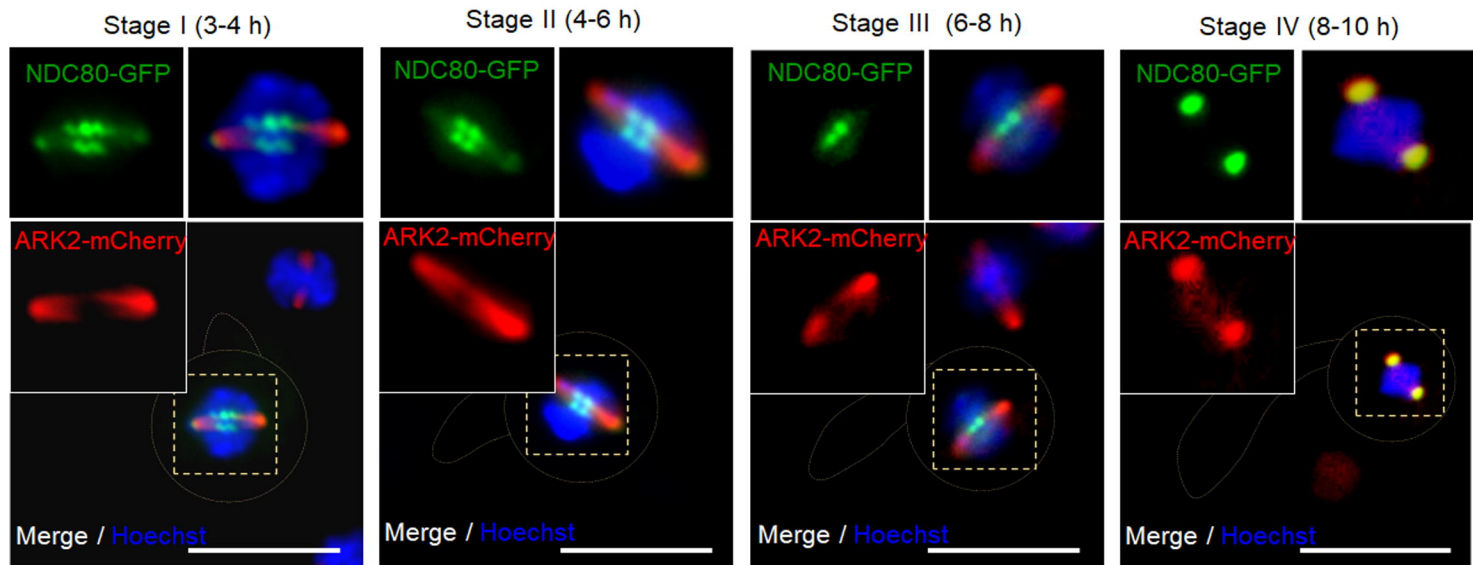 Stage I (3-4 h)
NDC80-GFP
ARK2-mCherry
Merge / Hoechst
Stage II (4-6 h)
NDC80-GFP
ARK2-mCherry
Merge / Hoechst
Stage III (6-8 h)
NDC80-GFP
ARK2-mCherry
Merge / Hoechst
Stage IV (8-10 h)
NDC80-GFP
ARK2-mCherry
Merge / Hoechst